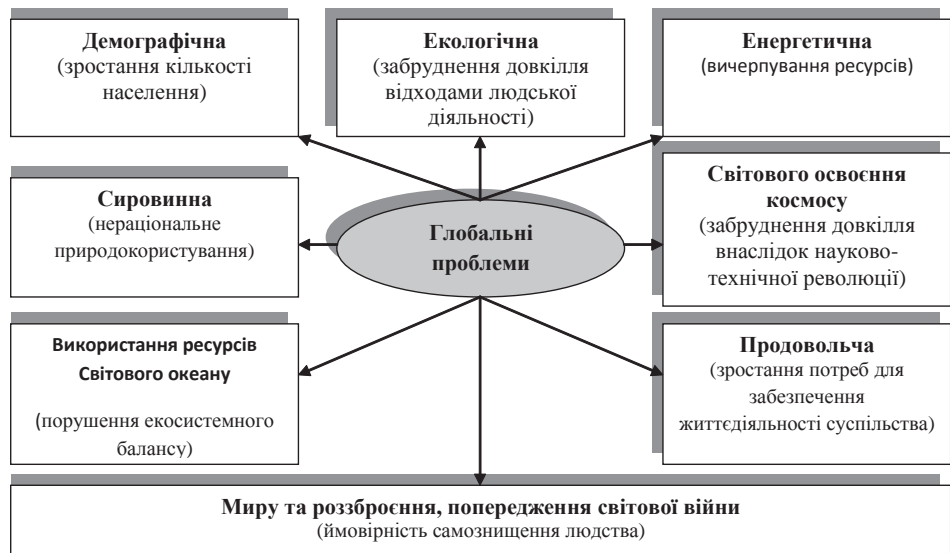 Демографічна
(зростання кількості
населення)
Екологічна
(забруднення довкілля
відходами людської
діяльності)
Енергетична
(вичерпування ресурсів)
Сировинна
(нераціональне
природокористування)
Глобальні
проблеми
Світового освоєння
космосу
(забруднення довкілля
внаслідок науково-
технічної революції)
Використання ресурсів
Світового океану
(порушення екосистемного
балансу)
Продовольча
(зростання потреб для
забезпечення
життєдіяльності суспільства)
Миру та роззброєння, попередження світової війни
(ймовірність самознищення людства)